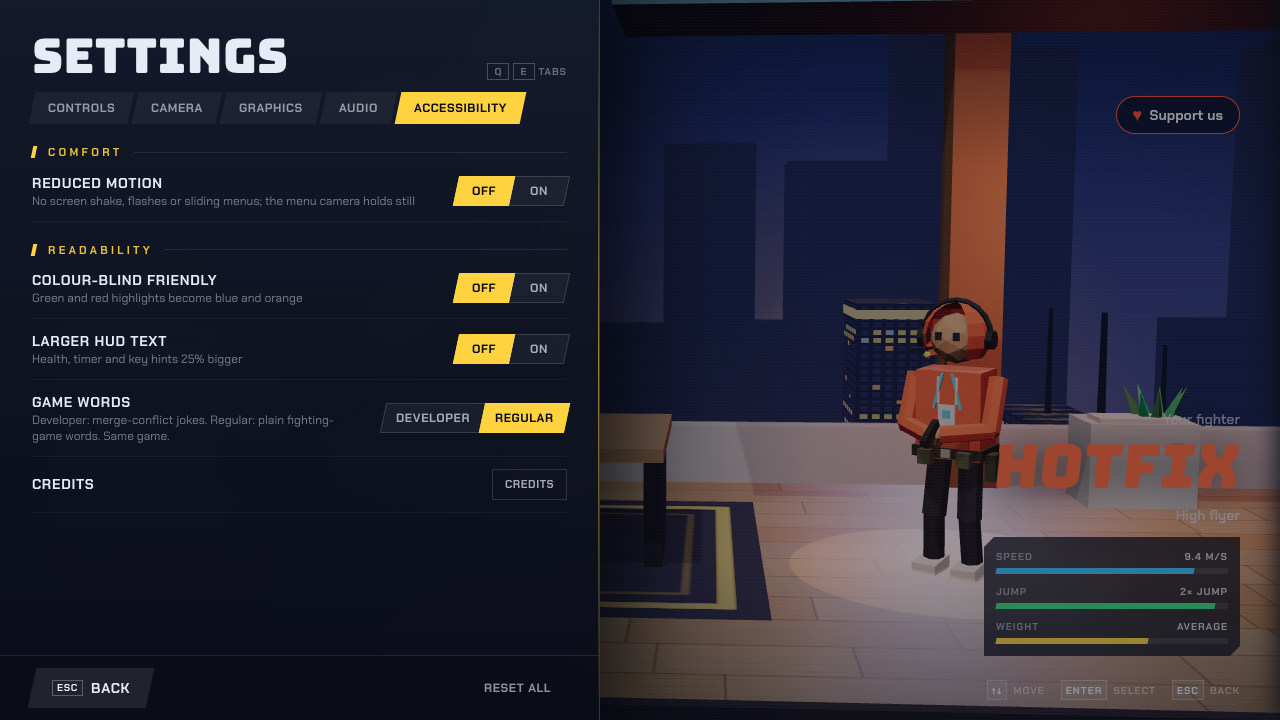 SETTINGS
Q E TABS
CONTROLS CAMERA GRAPHICS AUDIO ACCESSIBILITY
COMFORT
REDUCED MOTION
No screen shake, flashes or sliding menus; the menu camera holds still
OFF ON
READABILITY
COLOUR-BLIND FRIENDLY
Green and red highlights become blue and orange
OFF ON
LARGER HUD TEXT
Health, timer and key hints 25% bigger
OFF ON
GAME WORDS
Developer: merge-conflict jokes. Regular: plain fighting-
game words. Same game.
DEVELOPER REGULAR
CREDITS
CREDITS
ESC BACK
RESET ALL
♥ Support us
Your fighter
HOTFIX
High flyer
SPEED 9.4 M/S
JUMP 2× JUMP
WEIGHT AVERAGE
↑↓ MOVE ENTER SELECT ESC BACK